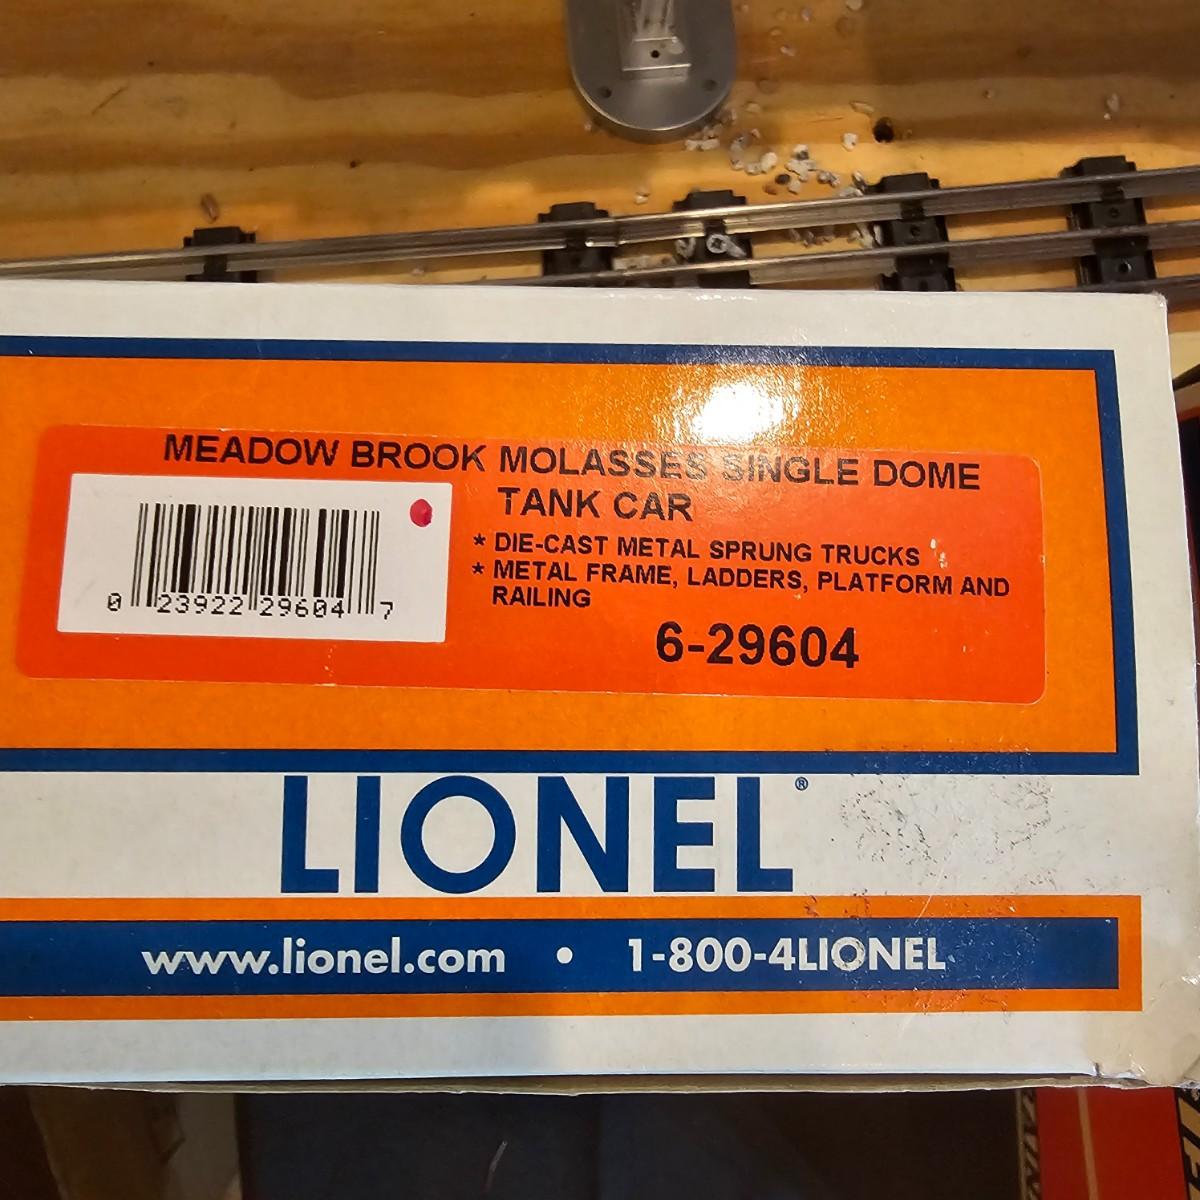 MEADOW BROOK MOLASSES SINGLE DOME
TANK CAR
* DIE-CAST METAL SPRUNG TRUCKS
* METAL FRAME, LADDERS, PLATFORM AND
RAILING
0 23922 29604 7
6-29604
LIONEL®
www.lionel.com • 1-800-4LIONEL